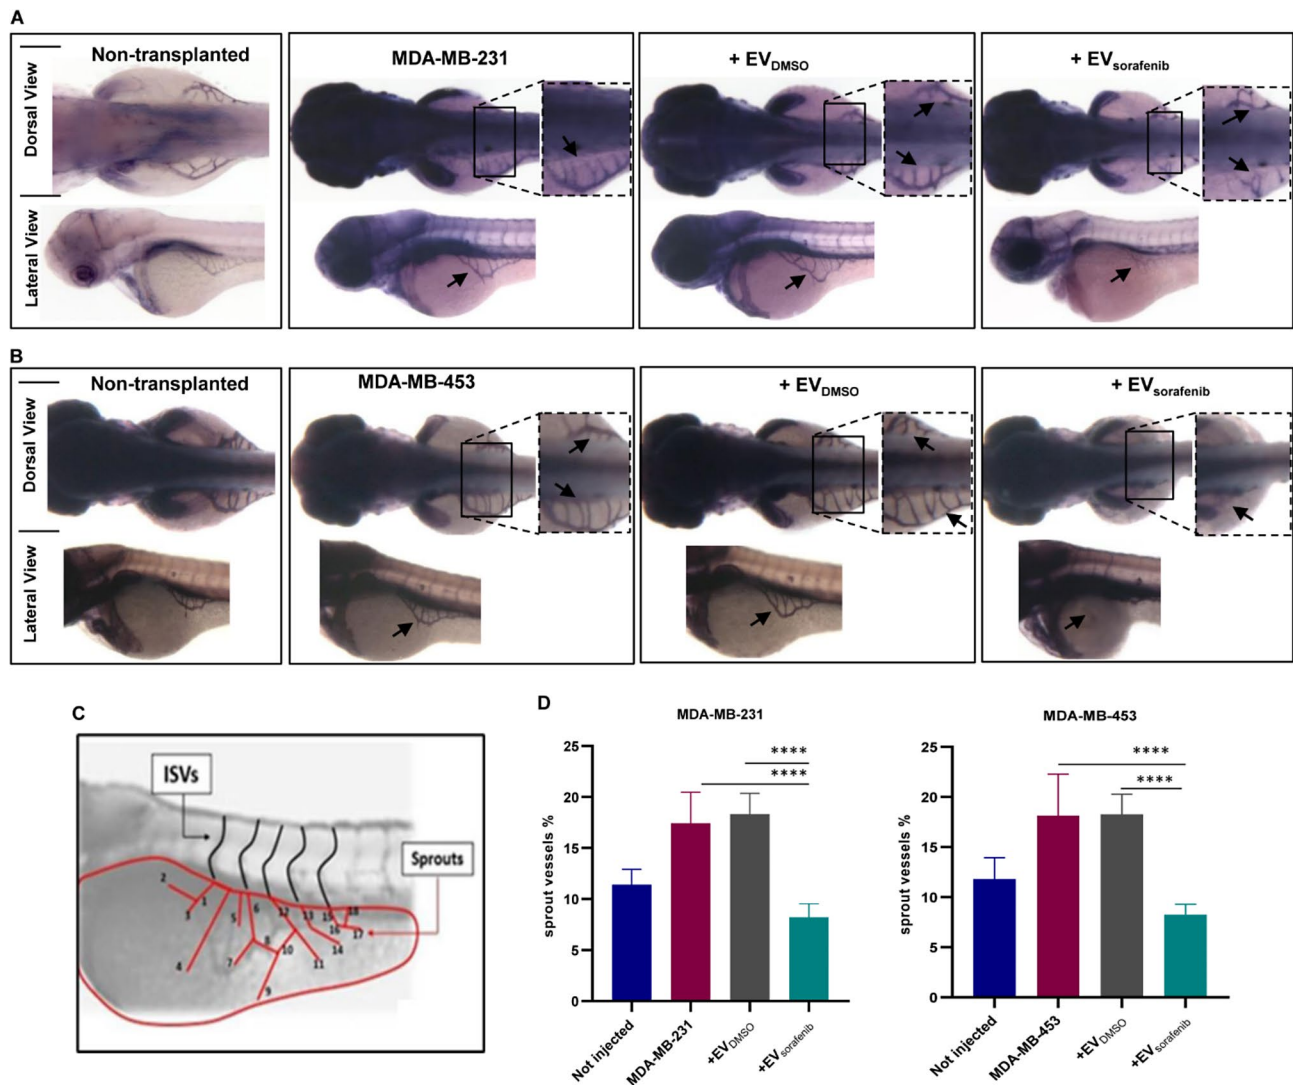 A
Non-transplanted
MDA-MB-231
+ EVDMSO
+ EVsorafenib
Dorsal View
Lateral View
B
Non-transplanted
MDA-MB-453
+ EVDMSO
+ EVsorafenib
Dorsal View
Lateral View
C
ISVs
Sprouts
1
2
3
4
5
6
7
8
9
10
11
12
13
14
15
16
17
18
D
MDA-MB-231
sprout vessels %
25
20
15
10
5
0
****
****
Not injected
MDA-MB-231
+EVDMSO
+EVsorafenib
MDA-MB-453
sprout vessels %
25
20
15
10
5
0
****
****
Not injected
MDA-MB-453
+EVDMSO
+EVsorafenib